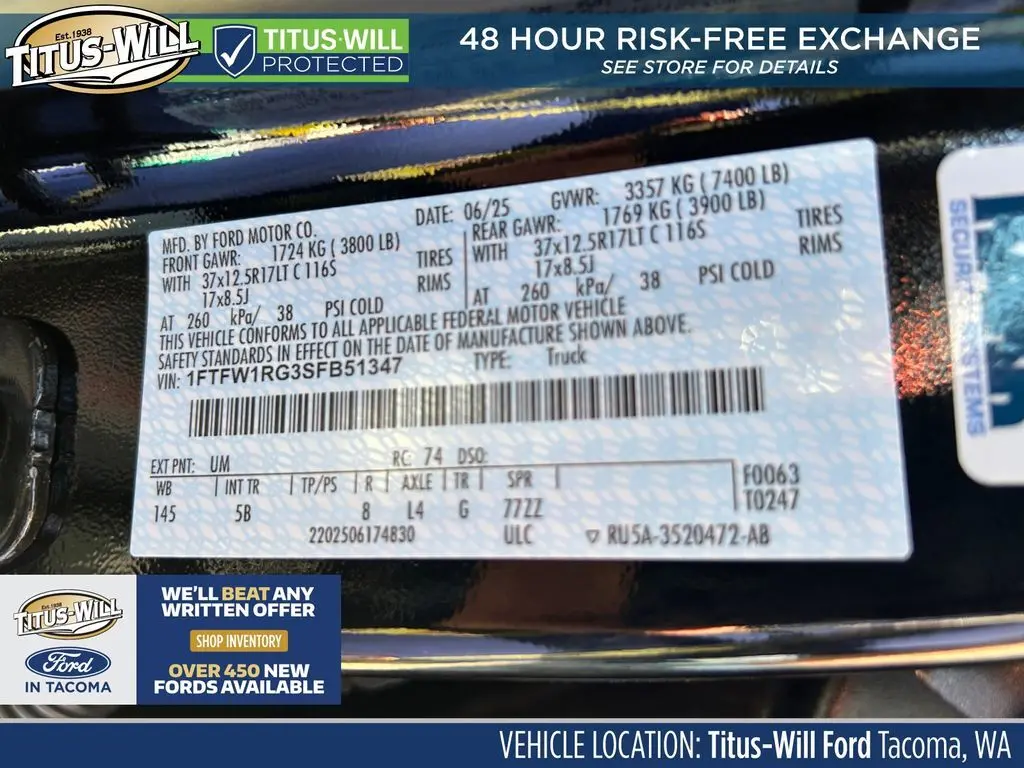 Est. 1938
TITUS-WILL
TITUS-WILL
PROTECTED
48 HOUR RISK-FREE EXCHANGE
SEE STORE FOR DETAILS
MFD. BY FORD MOTOR CO. DATE: 06/25 GVWR: 3357 KG ( 7400 LB)
FRONT GAWR: 1724 KG ( 3800 LB) REAR GAWR: 1769 KG ( 3900 LB)
WITH 37x12.5R17LT C 116S TIRES WITH 37x12.5R17LT C 116S TIRES
17x8.5J RIMS 17x8.5J RIMS
AT 260 kPa/ 38 PSI COLD AT 260 kPa/ 38 PSI COLD
THIS VEHICLE CONFORMS TO ALL APPLICABLE FEDERAL MOTOR VEHICLE
SAFETY STANDARDS IN EFFECT ON THE DATE OF MANUFACTURE SHOWN ABOVE.
VIN: 1FTFW1RG3SFB51347 TYPE: Truck
EXT PNT: UM RC: 74 DSO:
WB INT TR TP/PS R AXLE TR SPR F0063
145 5B 8 L4 G 77ZZ T0247
2202506174830 ULC ▽ RU5A-3520472-AB
SECUR SYSTEMS
Est. 1938
TITUS-WILL
Ford
IN TACOMA
WE'LL BEAT ANY
WRITTEN OFFER
SHOP INVENTORY
OVER 450 NEW
FORDS AVAILABLE
VEHICLE LOCATION: Titus-Will Ford Tacoma, WA